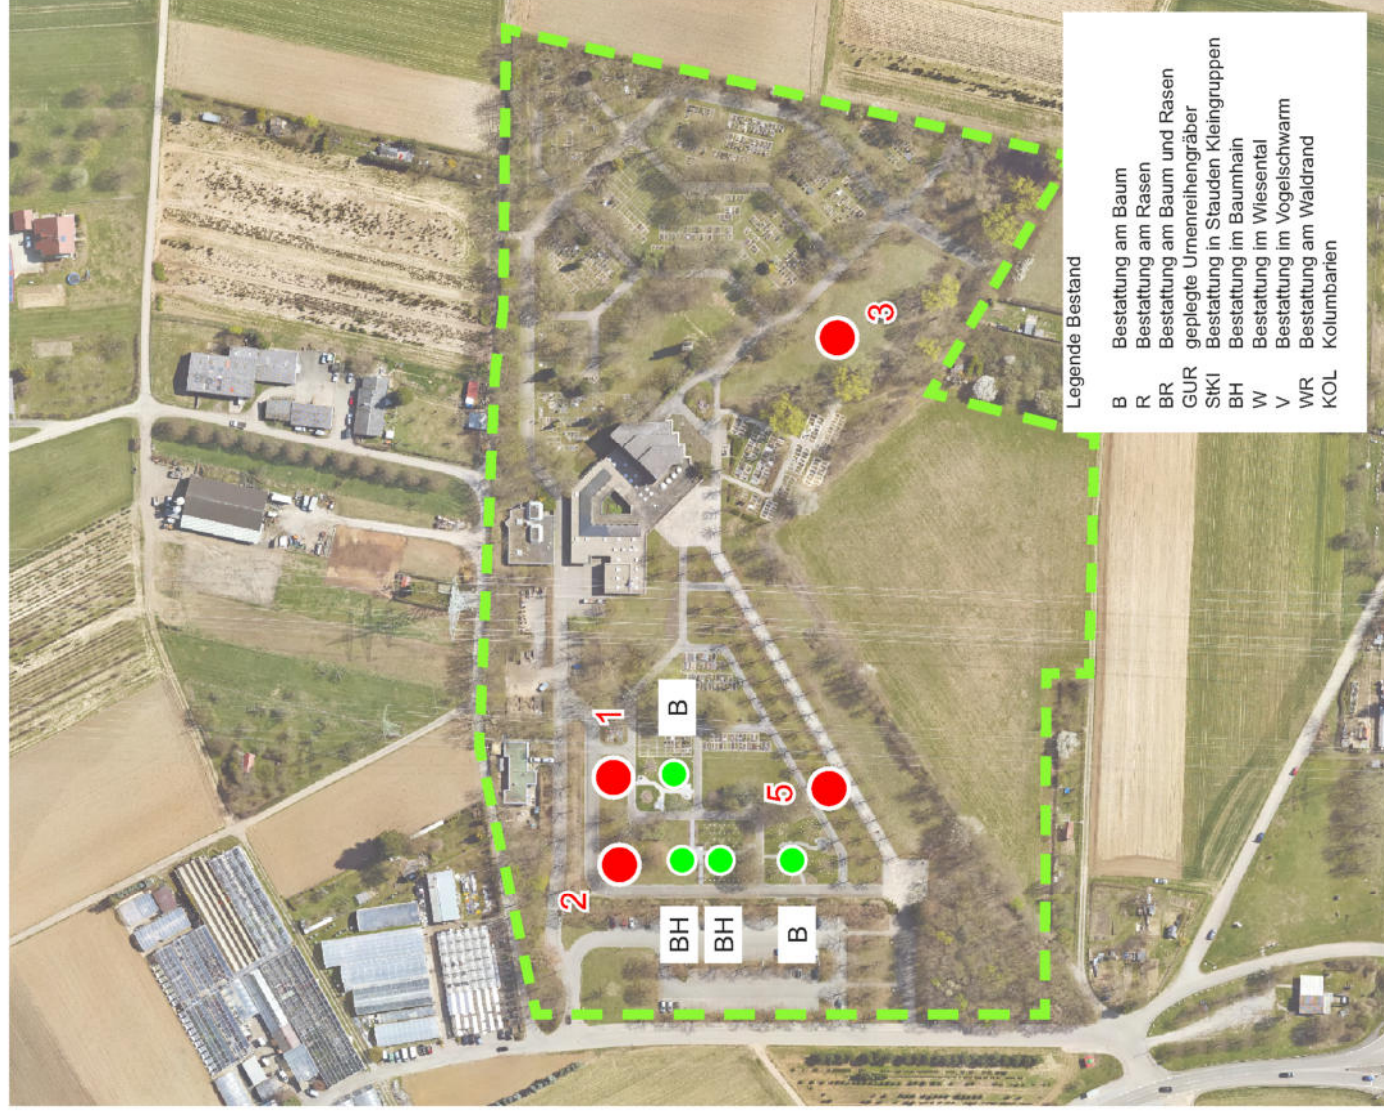 Legende Bestand
B Bestattung am Baum
R Bestattung am Rasen
BR Bestattung am Baum und Rasen
GUR geplegte Urnenreihengräber
StKl Bestattung in Stauden Kleingruppen
BH Bestattung im Baumhain
W Bestattung im Wiesental
V Bestattung im Vogelschwarm
WR Bestattung am Waldrand
KOL Kolumbarien
2
1
BH
B
BH
5
B
3